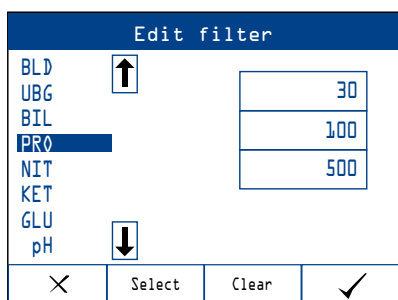 Edit filter
BLD
UBG
BIL
PRO
NIT
KET
GLU
pH
30
100
500
Select
Clear